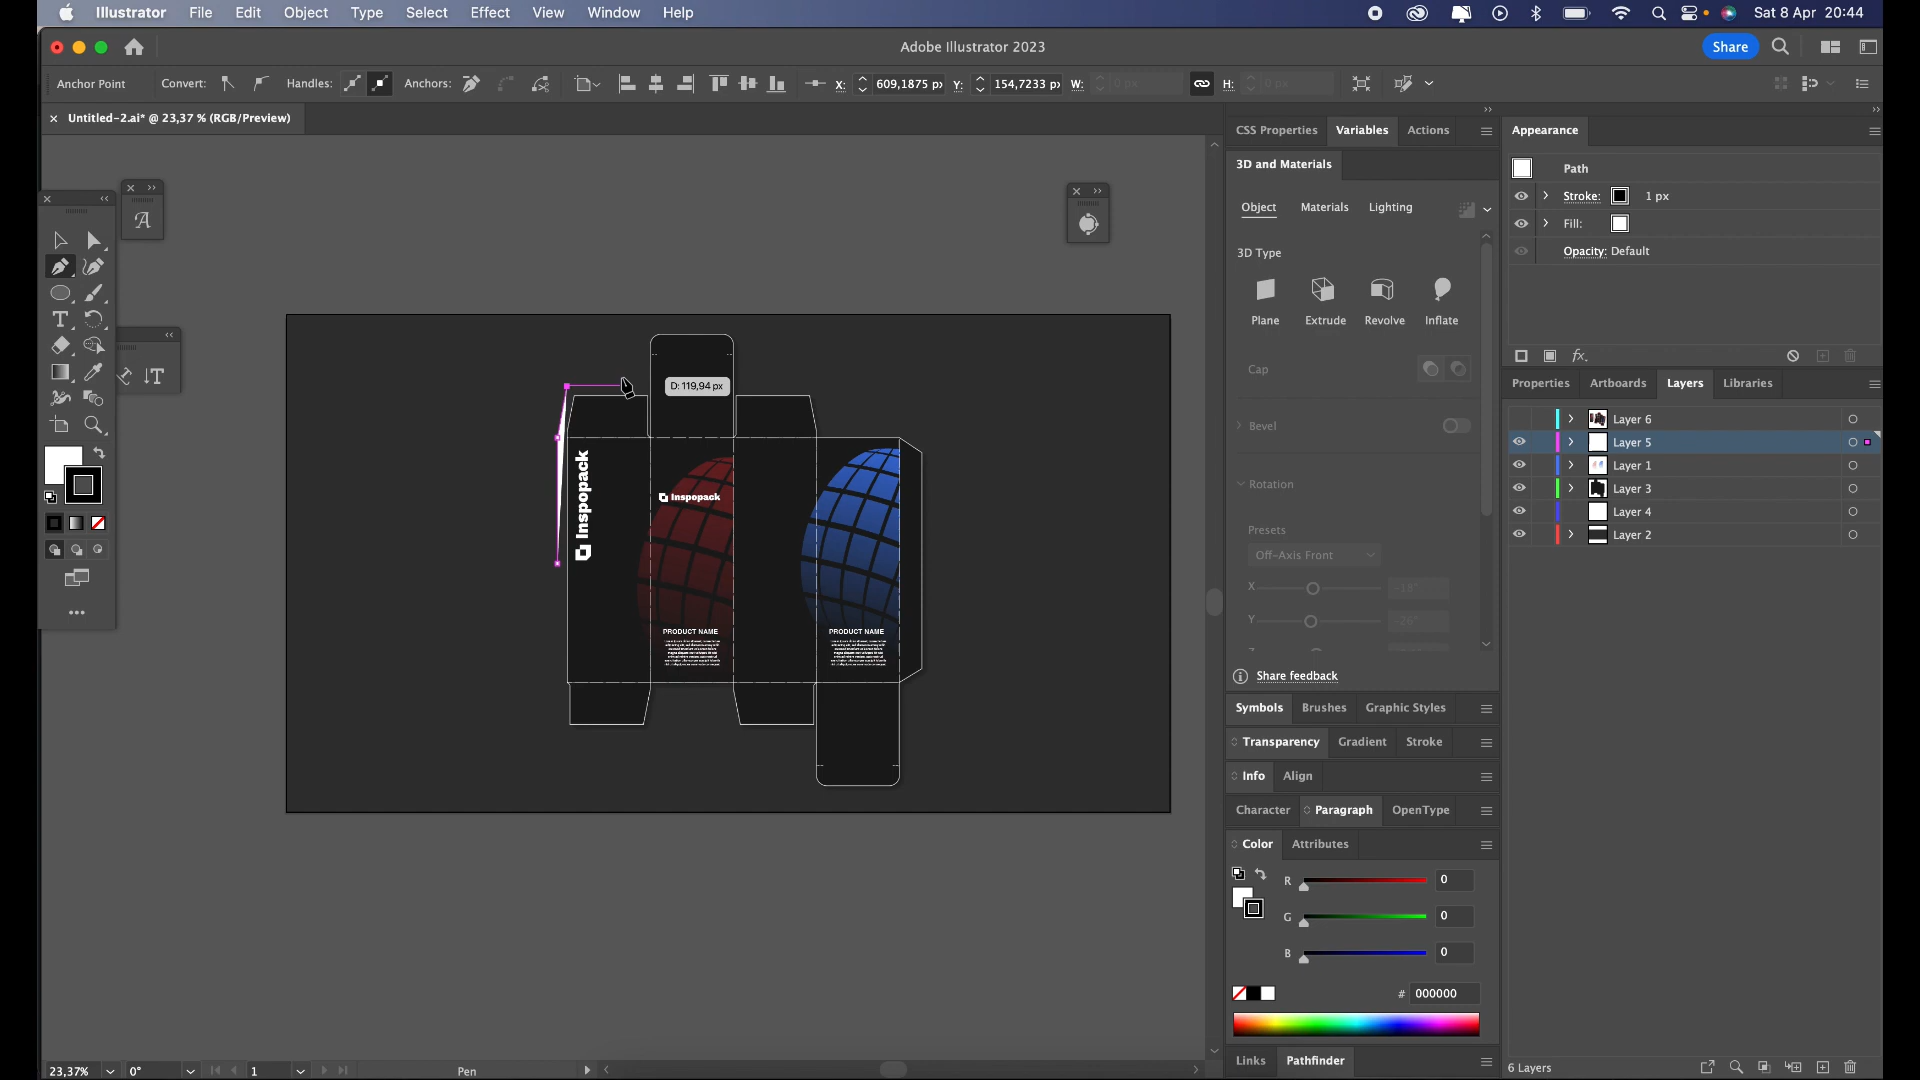 Illustrator File Edit Object Type Select Effect View Window Help Sat 8 Apr 20:44
Adobe Illustrator 2023
Share
Anchor Point Convert: Handles: Anchors: X: 609,1875 px Y: 154,7233 px W: 0 px H: 0 px
Untitled-2.ai* @ 23,37 % (RGB/Preview)
CSS Properties Variables Actions
Appearance
3D and Materials
Path
Object Materials Lighting
Stroke: 1 px
Fill:
Opacity: Default
3D Type
Plane Extrude Revolve Inflate
Cap
Bevel
Rotation
Presets
Off-Axis Front
X -18°
Y -26°
Share feedback
Properties Artboards Layers Libraries
Layer 6
Layer 5
Layer 1
Layer 3
Layer 4
Layer 2
D: 119,94 px
Inspopack
Inspopack
PRODUCT NAME
PRODUCT NAME
Symbols Brushes Graphic Styles
Transparency Gradient Stroke
Info Align
Character Paragraph OpenType
Color Attributes
R 0
G 0
B 0
# 000000
Links Pathfinder
23,37% 0° 1 Pen
6 Layers